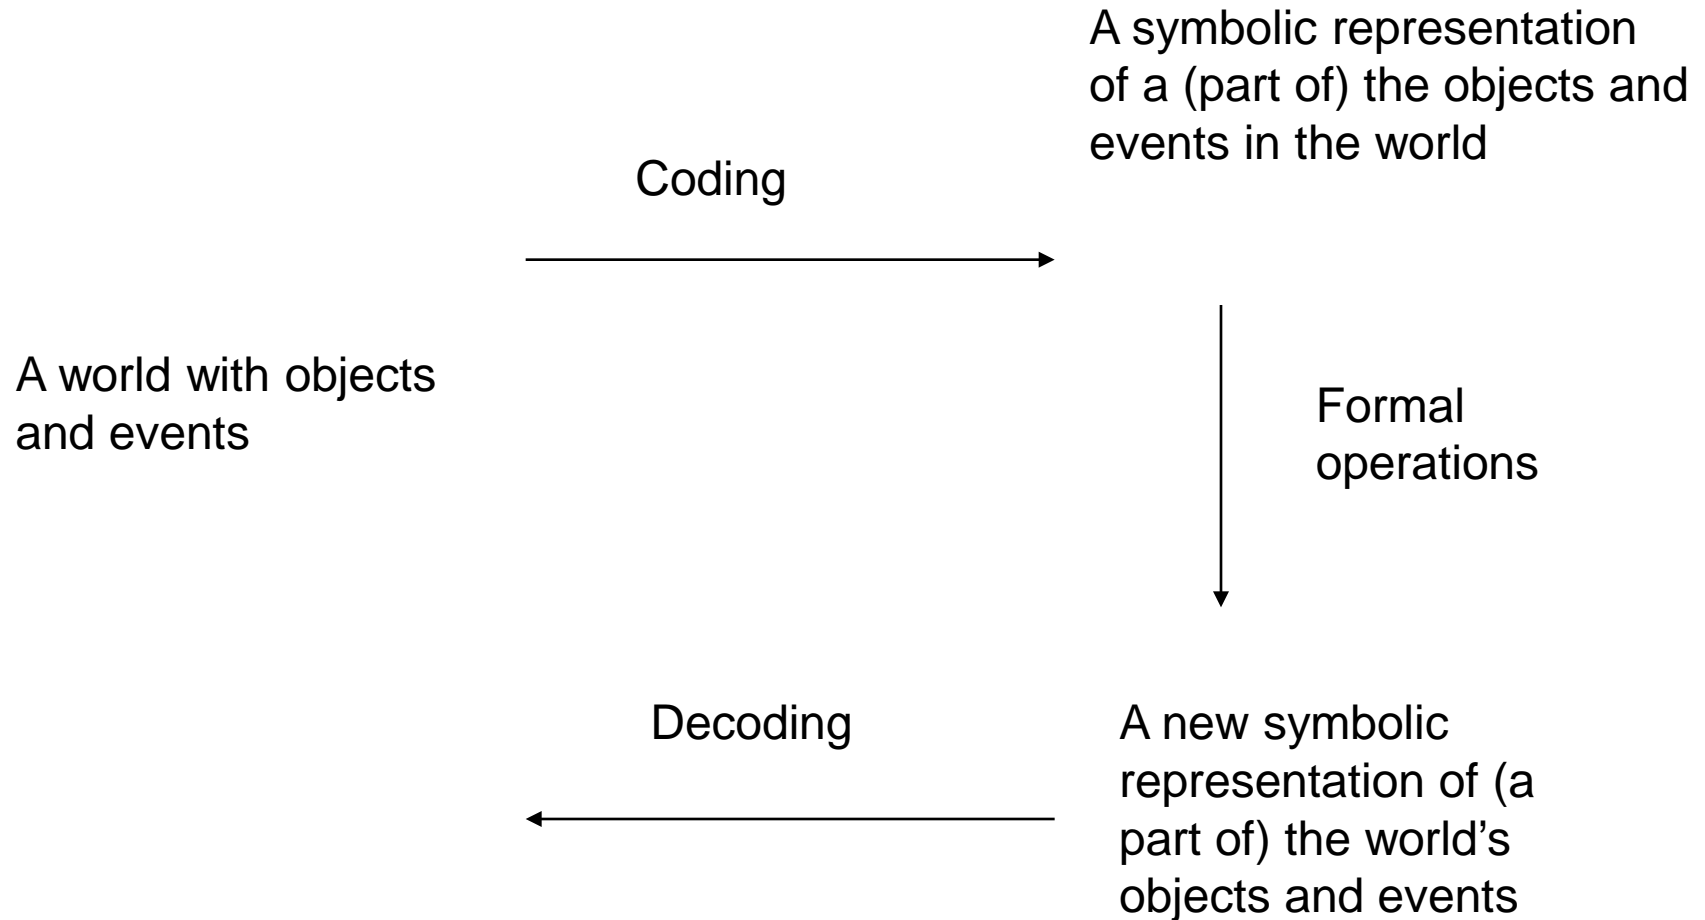 A symbolic representation
of a (part of) the objects and
events in the world
Coding
A world with objects
and events
Formal
operations
Decoding
A new symbolic
representation of (a
part of) the world’s
objects and events